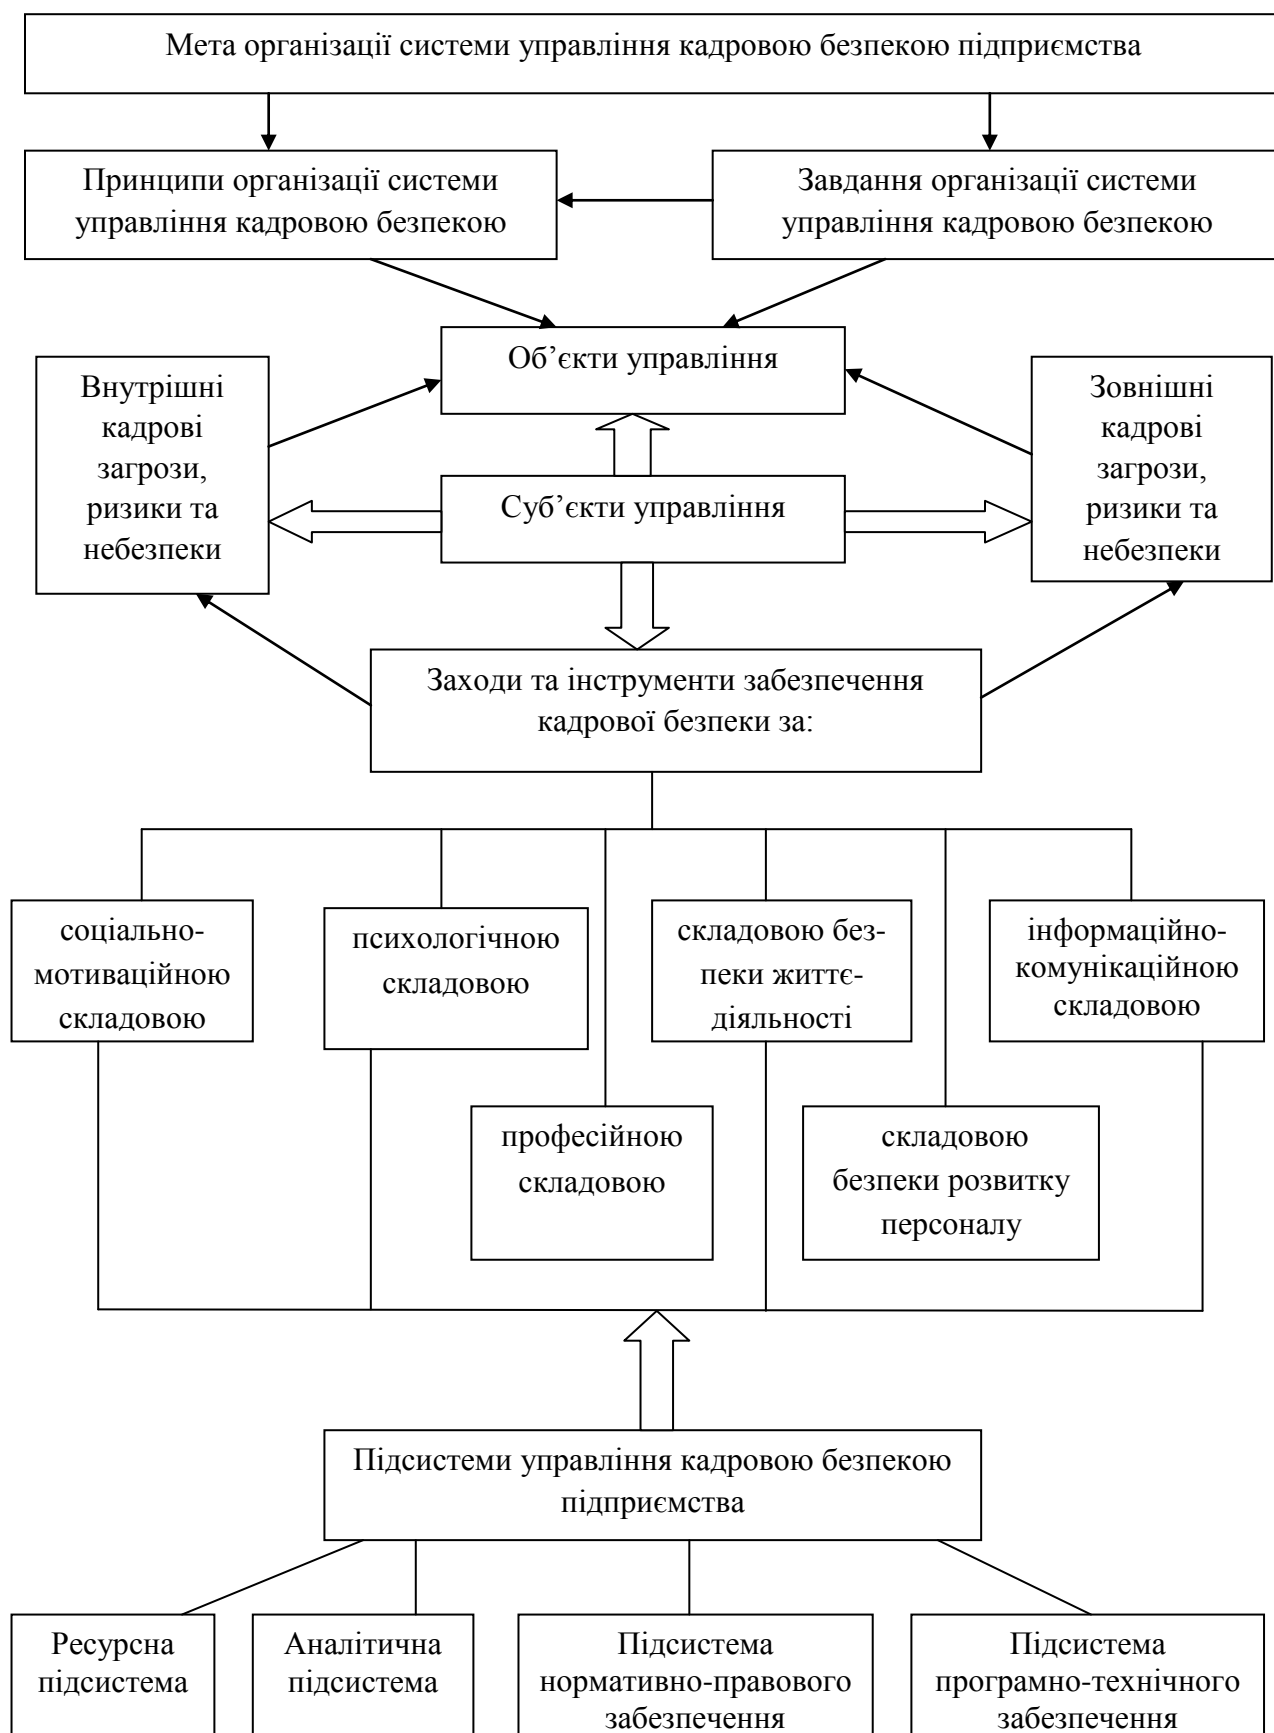 Мета організації системи управління кадровою безпекою підприємства
Принципи організації системи
управління кадровою безпекою
Завдання організації системи
управління кадровою безпекою
Об’єкти управління
Внутрішні
кадрові
загрози,
ризики та
небезпеки
Зовнішні
кадрові
загрози,
ризики та
небезпеки
Суб’єкти управління
Заходи та інструменти забезпечення
кадрової безпеки за:
соціально-
мотиваційною
складовою
психологічною
складовою
складовою без-
пеки життє-
діяльності
інформаційно-
комунікаційною
складовою
професійною
складовою
складовою
безпеки розвитку
персоналу
Підсистеми управління кадровою безпекою
підприємства
Ресурсна
підсистема
Аналітична
підсистема
Підсистема
нормативно-правового
забезпечення
Підсистема
програмно-технічного
забезпечення